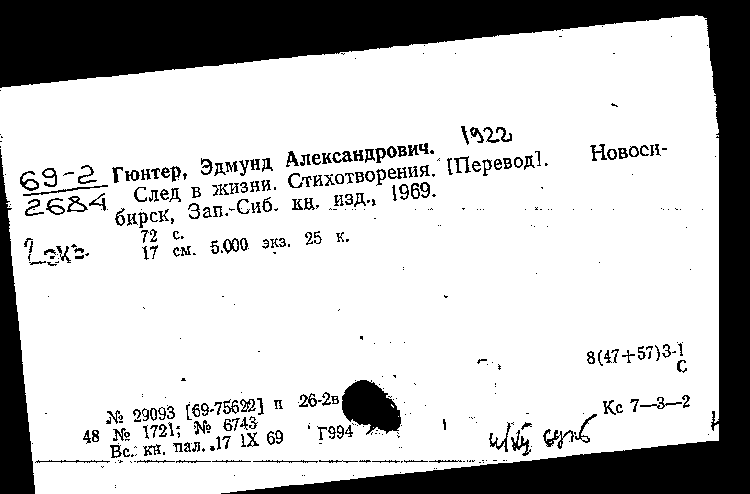 1922
69-2 Гюнтер, Эдмунд Александрович.
2684 След в жизни. Стихотворения. [Перевод]. Новоси-
бирск, Зап.-Сиб. кн. изд., 1969.
2 экз. 72 с.
17 см. 5.000 экз. 25 к.
8(47+57)3-1
С
№ 29093 [69-75622] п 26-2в
48 № 1721; № 6743 Кс 7—3—2
Вс. кн. пал. 17 IX 69 Г994